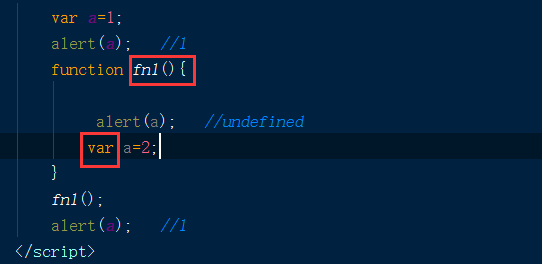 var a=1;
alert(a);   //1
function fn1(){
alert(a);   //undefined
var a=2;
}
fn1();
alert(a);   //1
</script>